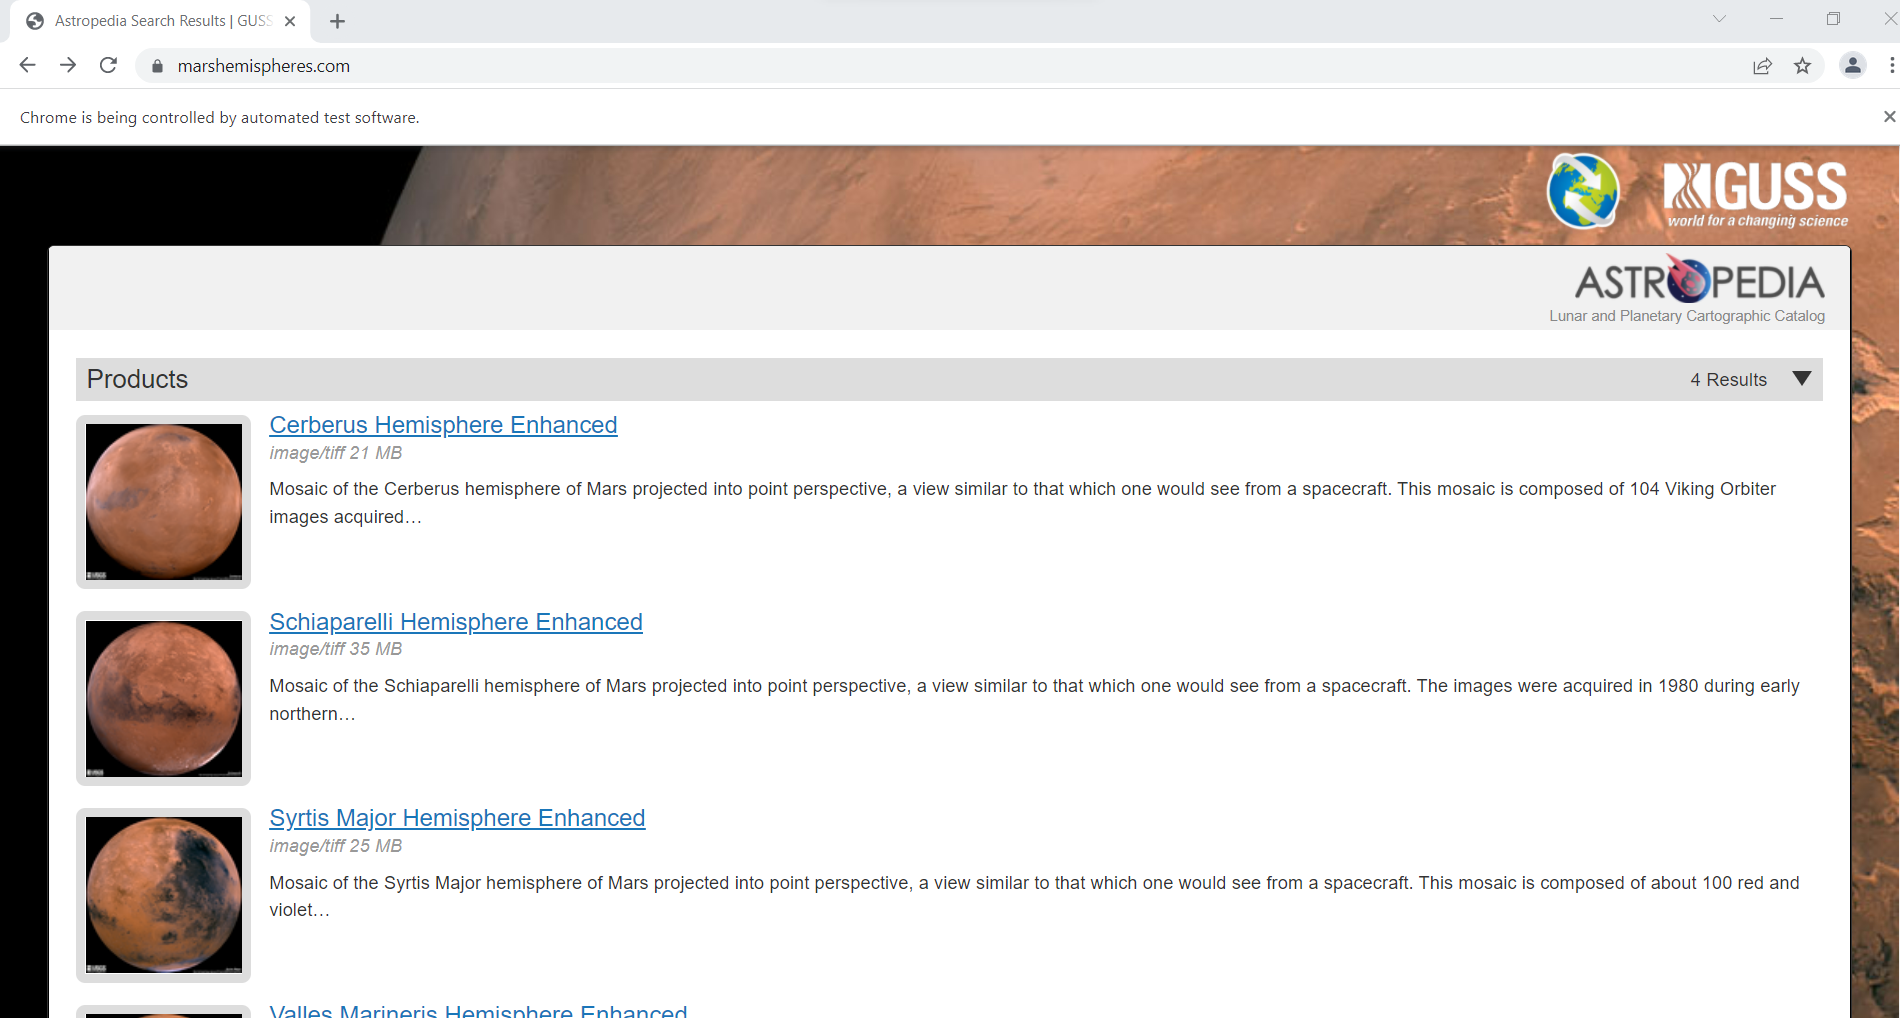 Astropedia Search Results | GUSS
marshemispheres.com
Chrome is being controlled by automated test software.
GUSS
world for a changing science
ASTROPEDIA
Lunar and Planetary Cartographic Catalog
Products
4 Results
Cerberus Hemisphere Enhanced
image/tiff 21 MB
Mosaic of the Cerberus hemisphere of Mars projected into point perspective, a view similar to that which one would see from a spacecraft. This mosaic is composed of 104 Viking Orbiter
images acquired…
Schiaparelli Hemisphere Enhanced
image/tiff 35 MB
Mosaic of the Schiaparelli hemisphere of Mars projected into point perspective, a view similar to that which one would see from a spacecraft. The images were acquired in 1980 during early
northern…
Syrtis Major Hemisphere Enhanced
image/tiff 25 MB
Mosaic of the Syrtis Major hemisphere of Mars projected into point perspective, a view similar to that which one would see from a spacecraft. This mosaic is composed of about 100 red and
violet…
Valles Marineris Hemisphere Enhanced